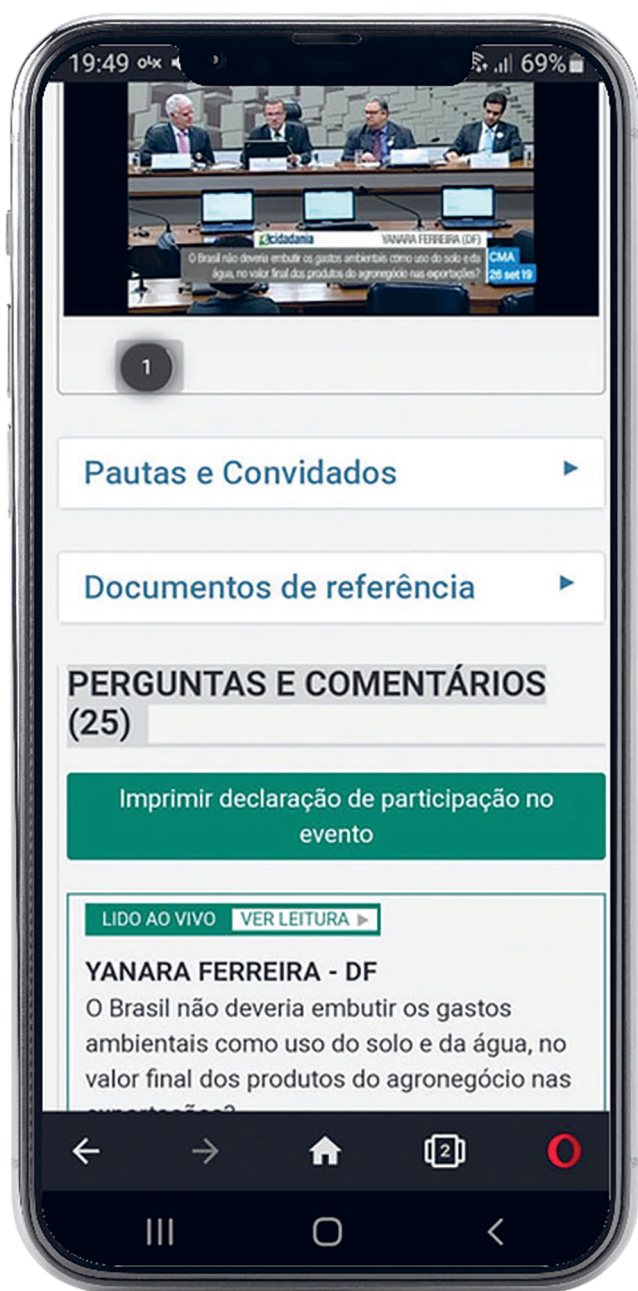 19:49 OLX 69%
ecidadania YANARA FERREIRA (DF)
O Brasil não deveria embutir os gastos ambientais como uso do solo e da
água, no valor final dos produtos do agronegócio nas exportações?
CMA
26 set 19
1
Pautas e Convidados
Documentos de referência
PERGUNTAS E COMENTÁRIOS
(25)
Imprimir declaração de participação no
evento
LIDO AO VIVO VER LEITURA
YANARA FERREIRA - DF
O Brasil não deveria embutir os gastos
ambientais como uso do solo e da água, no
valor final dos produtos do agronegócio nas
exportações?
2